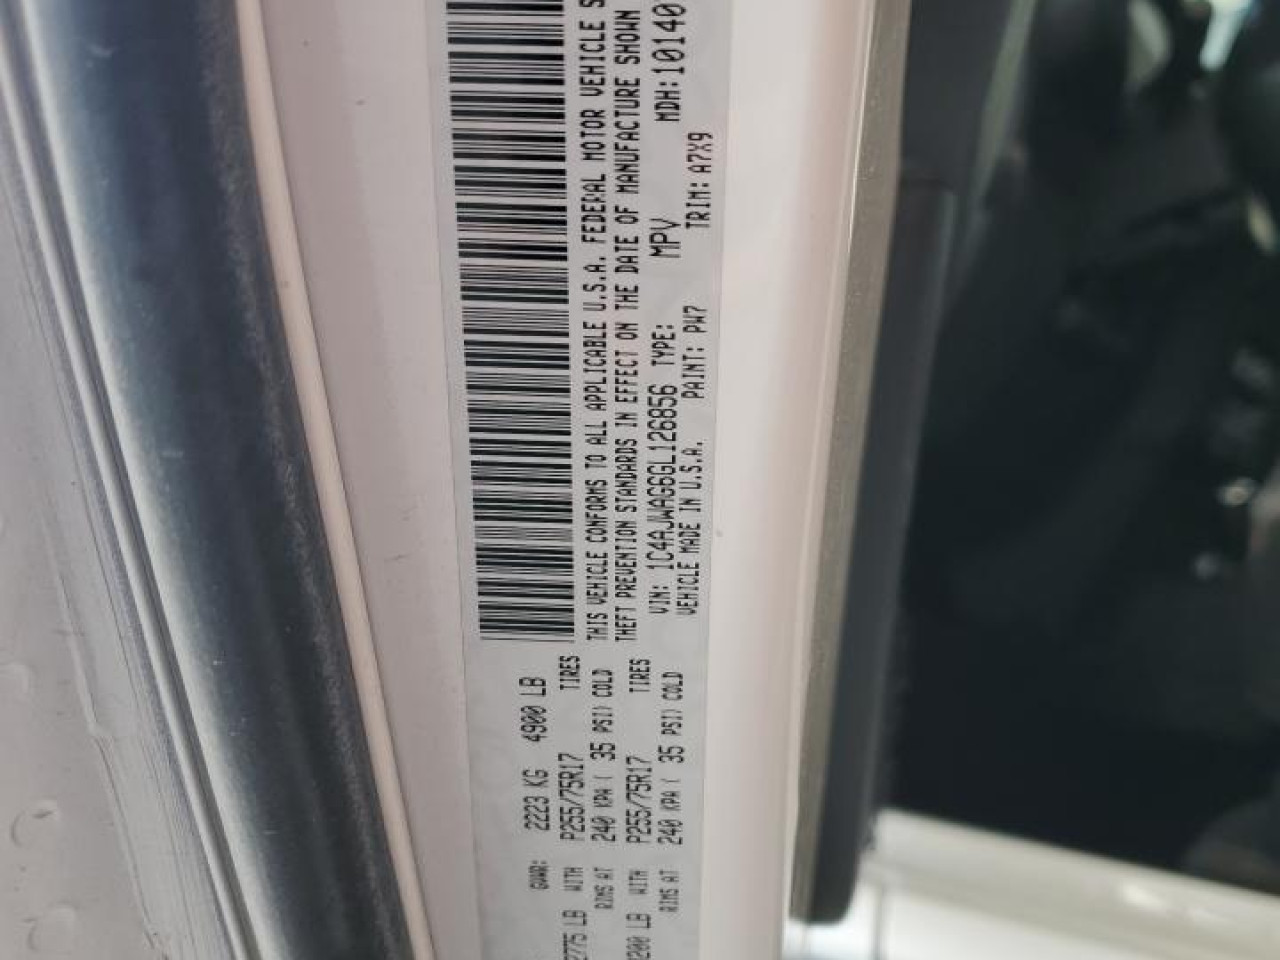 GVWR: 2223 KG 4900 LB
2775 LB WITH P255/75R17 TIRES
RIMS AT 240 KPA ( 35 PSI) COLD
200 LB WITH P255/75R17 TIRES
RIMS AT 240 KPA ( 35 PSI) COLD
THIS VEHICLE CONFORMS TO ALL APPLICABLE U.S.A. FEDERAL MOTOR VEHICLE S
THEFT PREVENTION STANDARDS IN EFFECT ON THE DATE OF MANUFACTURE SHOWN
VIN: 1C4AJWAG6GL126856 TYPE: MPV MDH: 10140
VEHICLE MADE IN U.S.A. PAINT: PW7 TRIM: A7X9